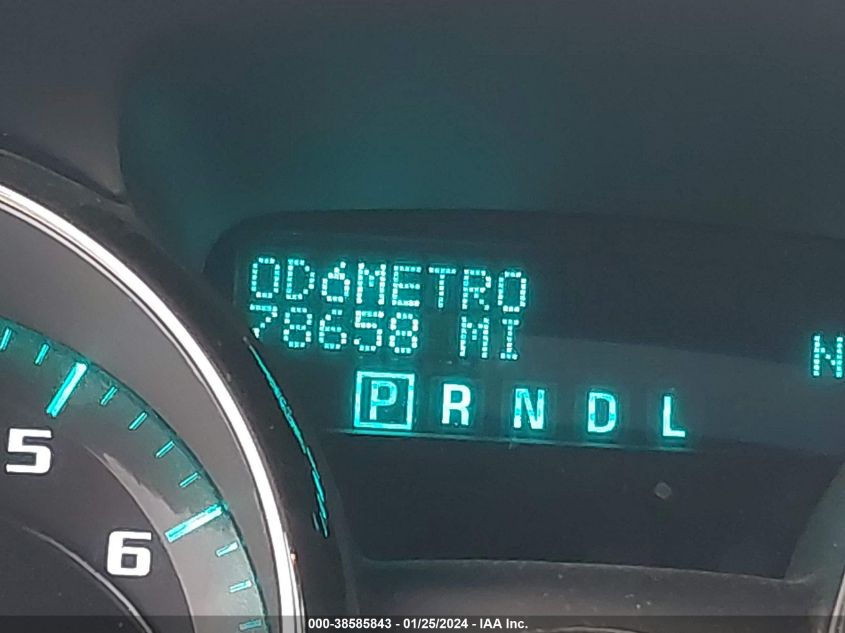 ODóMETRO
78658 MI
N
P R N D L
5
6
000-38585843 - 01/25/2024 - IAA Inc.